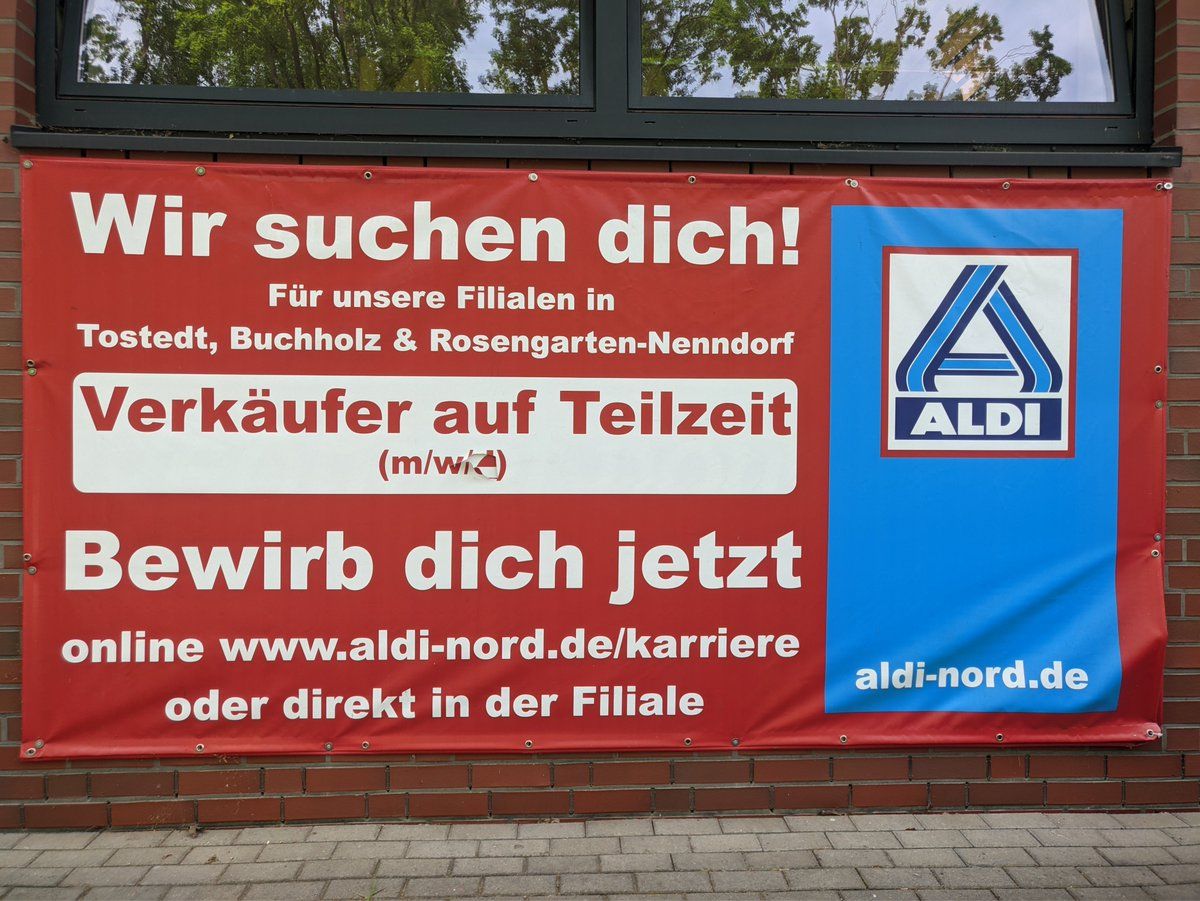 Wir suchen dich!
Für unsere Filialen in
Tostedt, Buchholz & Rosengarten-Nenndorf
Verkäufer auf Teilzeit
(m/w/d)
Bewirb dich jetzt
online www.aldi-nord.de/karriere
oder direkt in der Filiale
ALDI
aldi-nord.de